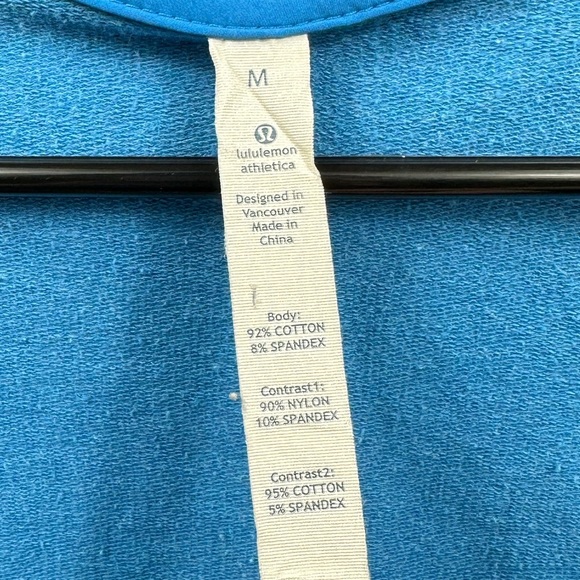 M
lululemon
athletica
Designed in
Vancouver
Made in
China
Body:
92% COTTON
8% SPANDEX
Contrast1:
90% NYLON
10% SPANDEX
Contrast2:
95% COTTON
5% SPANDEX